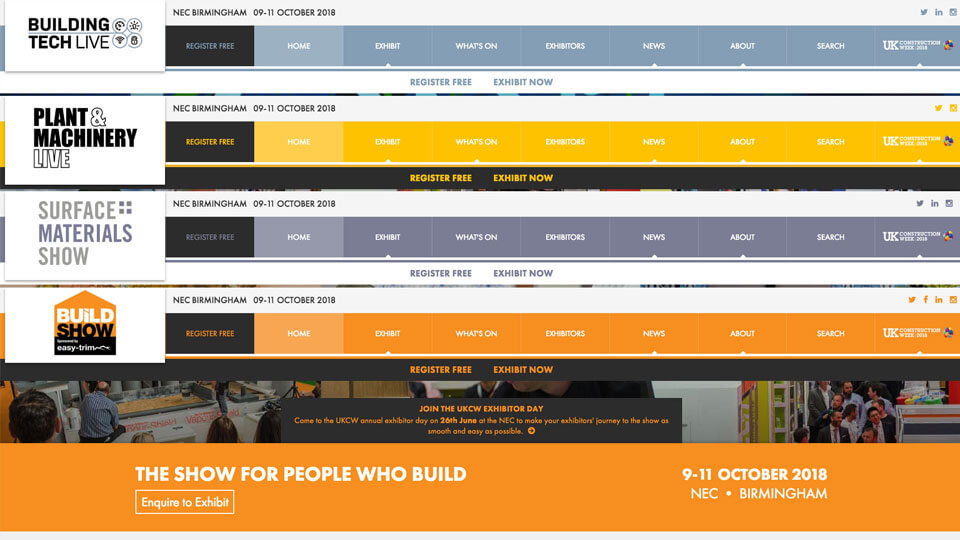 BUILDING
TECH LIVE
NEC BIRMINGHAM 09-11 OCTOBER 2018
REGISTER FREE HOME EXHIBIT WHAT'S ON EXHIBITORS NEWS ABOUT SEARCH UK CONSTRUCTION WEEK 2018
REGISTER FREE EXHIBIT NOW
PLANT &
MACHINERY
LIVE
NEC BIRMINGHAM 09-11 OCTOBER 2018
REGISTER FREE HOME EXHIBIT WHAT'S ON EXHIBITORS NEWS ABOUT SEARCH UK CONSTRUCTION WEEK 2018
REGISTER FREE EXHIBIT NOW
SURFACE
MATERIALS
SHOW
NEC BIRMINGHAM 09-11 OCTOBER 2018
REGISTER FREE HOME EXHIBIT WHAT'S ON EXHIBITORS NEWS ABOUT SEARCH UK CONSTRUCTION WEEK 2018
REGISTER FREE EXHIBIT NOW
BUiLD
SHOW
Sponsored by
easy-trim
NEC BIRMINGHAM 09-11 OCTOBER 2018
REGISTER FREE HOME EXHIBIT WHAT'S ON EXHIBITORS NEWS ABOUT SEARCH UK CONSTRUCTION WEEK 2018
REGISTER FREE EXHIBIT NOW
JOIN THE UKCW EXHIBITOR DAY
Come to the UKCW annual exhibitor day on 26th June at the NEC to make your exhibitors' journey to the show as
smooth and easy as possible.
THE SHOW FOR PEOPLE WHO BUILD
Enquire to Exhibit
9-11 OCTOBER 2018
NEC • BIRMINGHAM